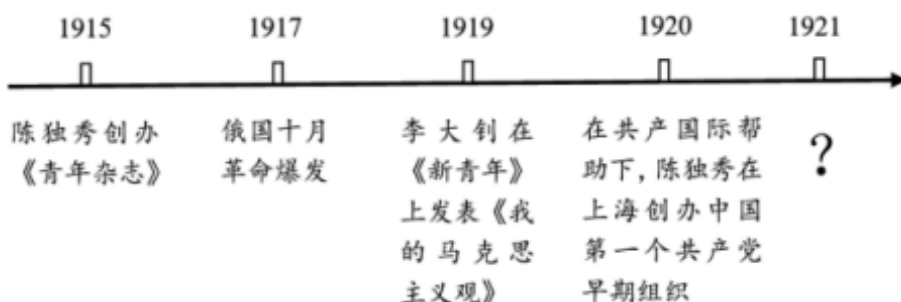 1915
1917
1919
1920
1921
陈独秀创办
《青年杂志》
俄国十月
革命爆发
李大钊在
《新青年》
上发表《我
的马克思
主义观》
在共产国际帮
助下，陈独秀在
上海创办中国
第一个共产党
早期组织
？